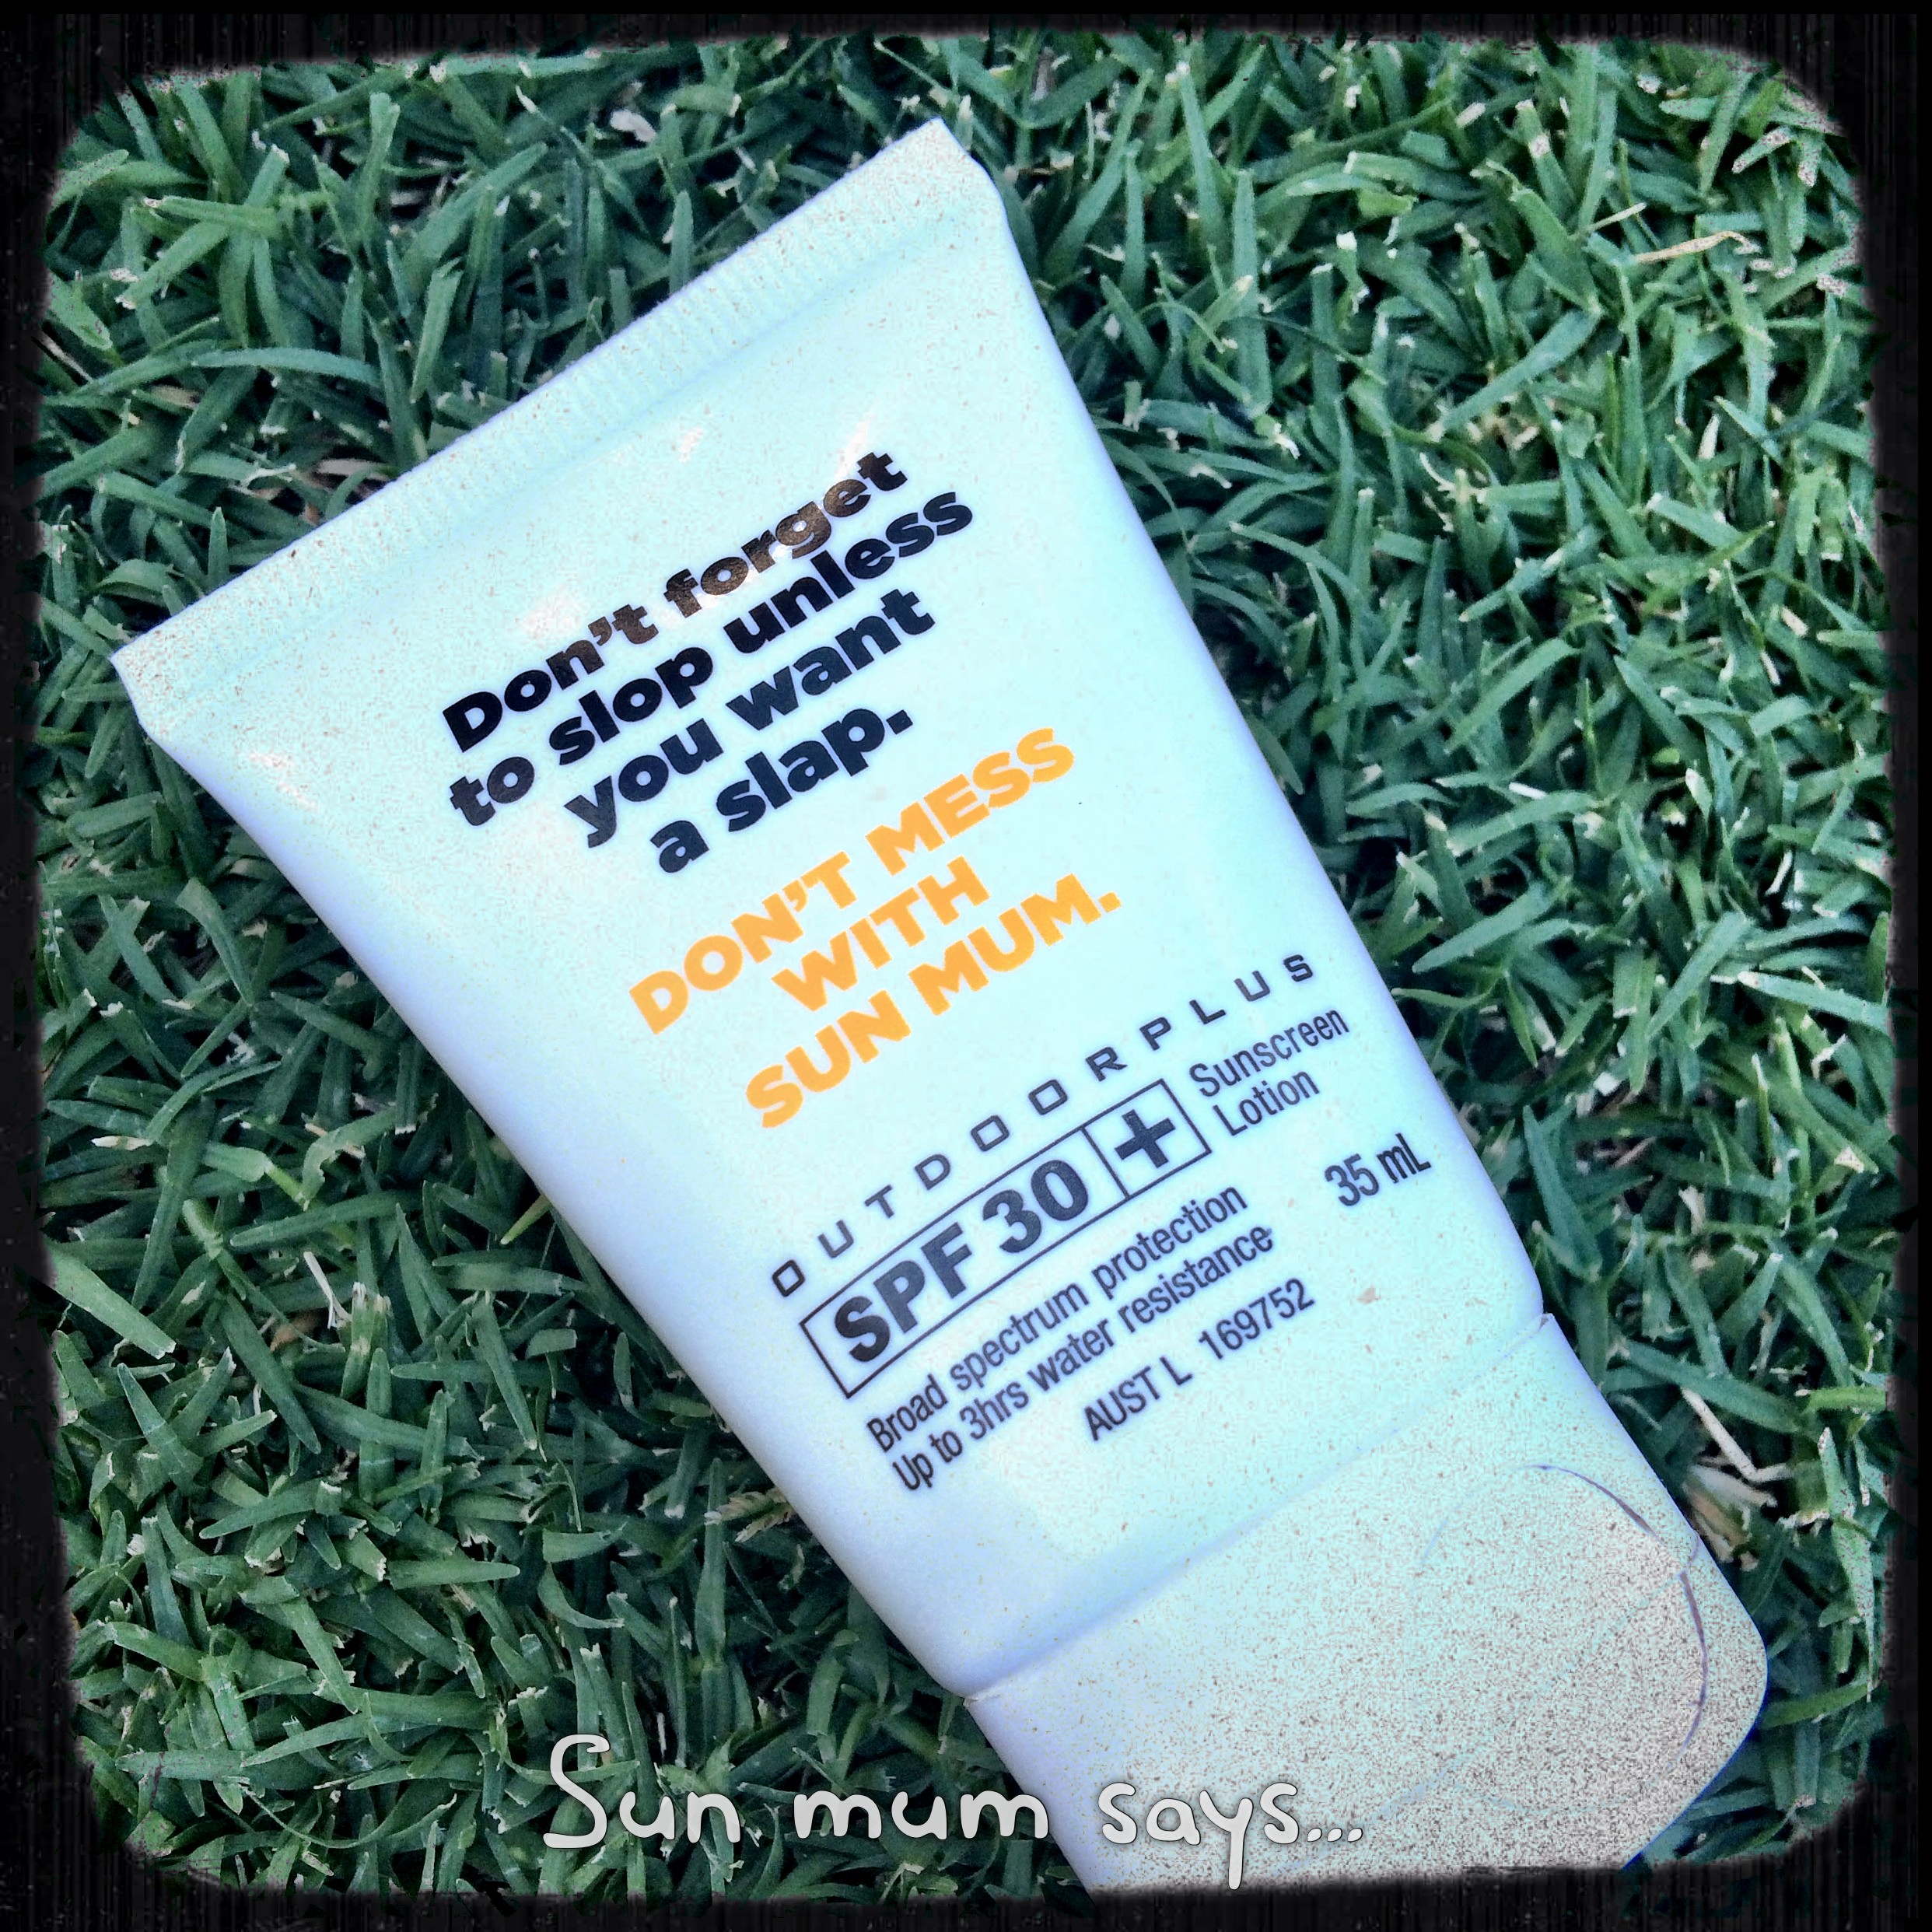 Don't forget
to slop unless
you want
a slap.
DON'T MESS
WITH
SUN MUM.
OUTDOORPLUS
SPF 30 + Sunscreen
Lotion
Broad spectrum protection 35 mL
Up to 3hrs water resistance
AUST L 169752
Sun mum says...